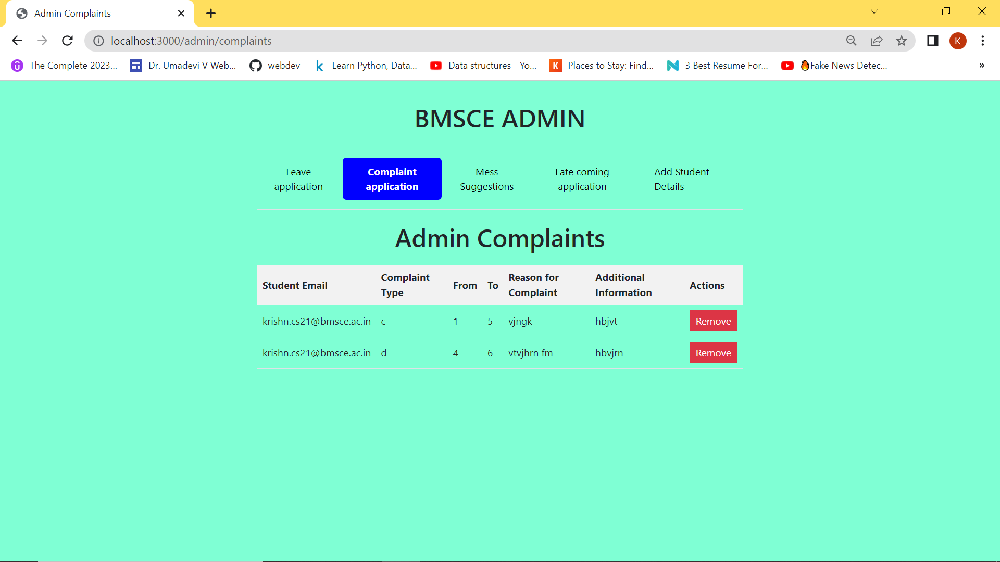 Admin Complaints
localhost:3000/admin/complaints
K
The Complete 2023... Dr. Umadevi V Web... webdev Learn Python, Data... Data structures - Yo... Places to Stay: Find... 3 Best Resume For... 🔥Fake News Detec... »
BMSCE ADMIN
Leave application
Complaint application
Mess Suggestions
Late coming application
Add Student Details
Admin Complaints
Student Email Complaint Type From To Reason for Complaint Additional Information Actions
krishn.cs21@bmsce.ac.in c 1 5 vjngk hbjvt Remove
krishn.cs21@bmsce.ac.in d 4 6 vtvjhrn fm hbvjrn Remove